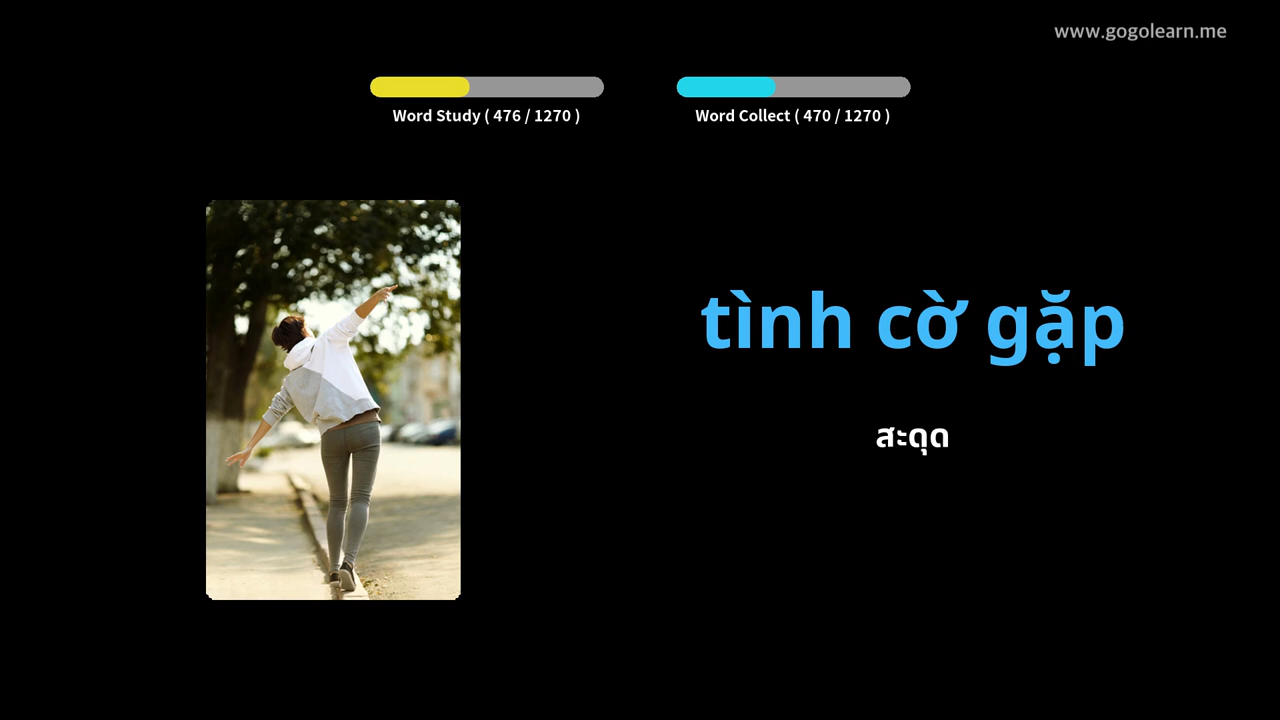 www.gogolearn.me
Word Study ( 476 / 1270 )
Word Collect ( 470 / 1270 )
tình cờ gặp
สะดุด